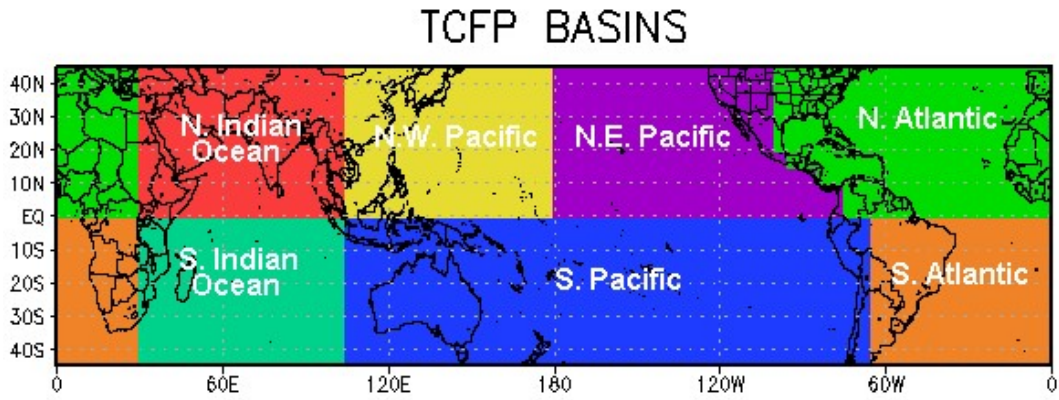 TCFP BASINS
40N
30N
20N
10N
EQ
10S
20S
30S
40S
N. Indian
Ocean
N.W. Pacific
N.E. Pacific
N. Atlantic
S. Indian
Ocean
S. Pacific
S. Atlantic
0
60E
120E
180
120W
60W
0